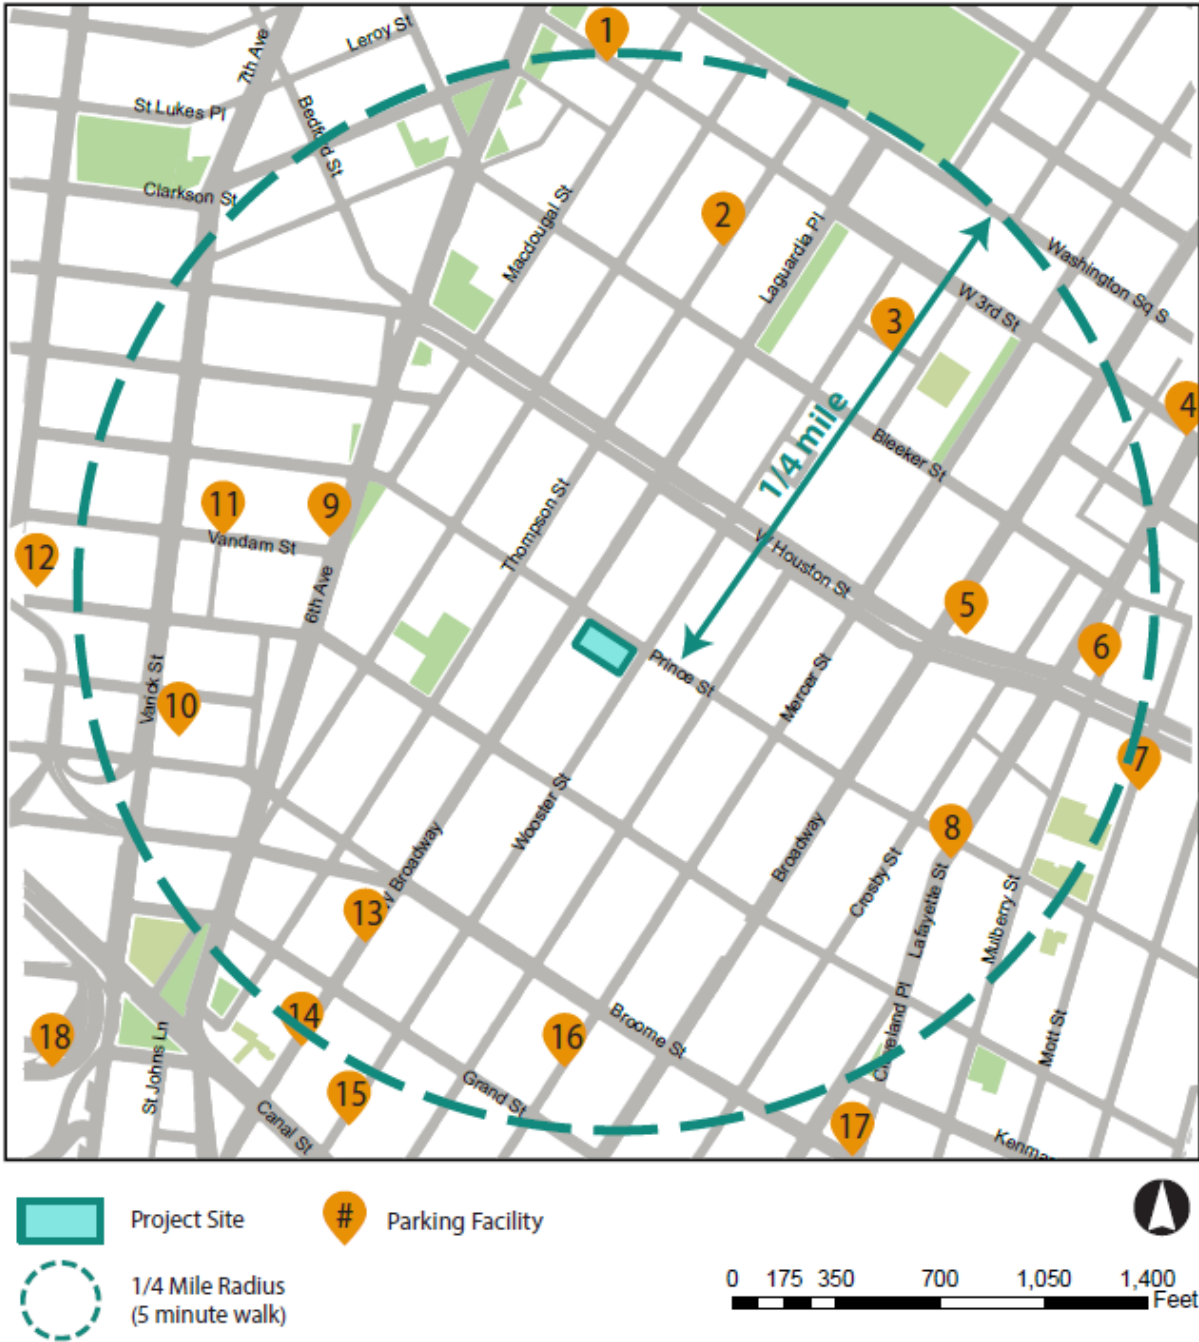 1
Leroy St
7th Ave
St Lukes Pl
Bedford St
Clarkson St
Macdougal St
2
Laguardia Pl
Washington Sq S
W 3rd St
3
4
1/4 mile
Bleeker St
11
9
Vandam St
12
Thompson St
W Houston St
6th Ave
5
6
Prince St
Varick St
10
Mercer St
7
Wooster St
8
Broadway
W Broadway
Crosby St
Lafayette St
Mulberry St
13
14
18
St Johns Ln
16
Broome St
Cleveland Pl
Mott St
15
Grand St
Canal St
17
Kenmar
Project Site
#
Parking Facility
1/4 Mile Radius
(5 minute walk)
0 175 350 700 1,050 1,400
Feet